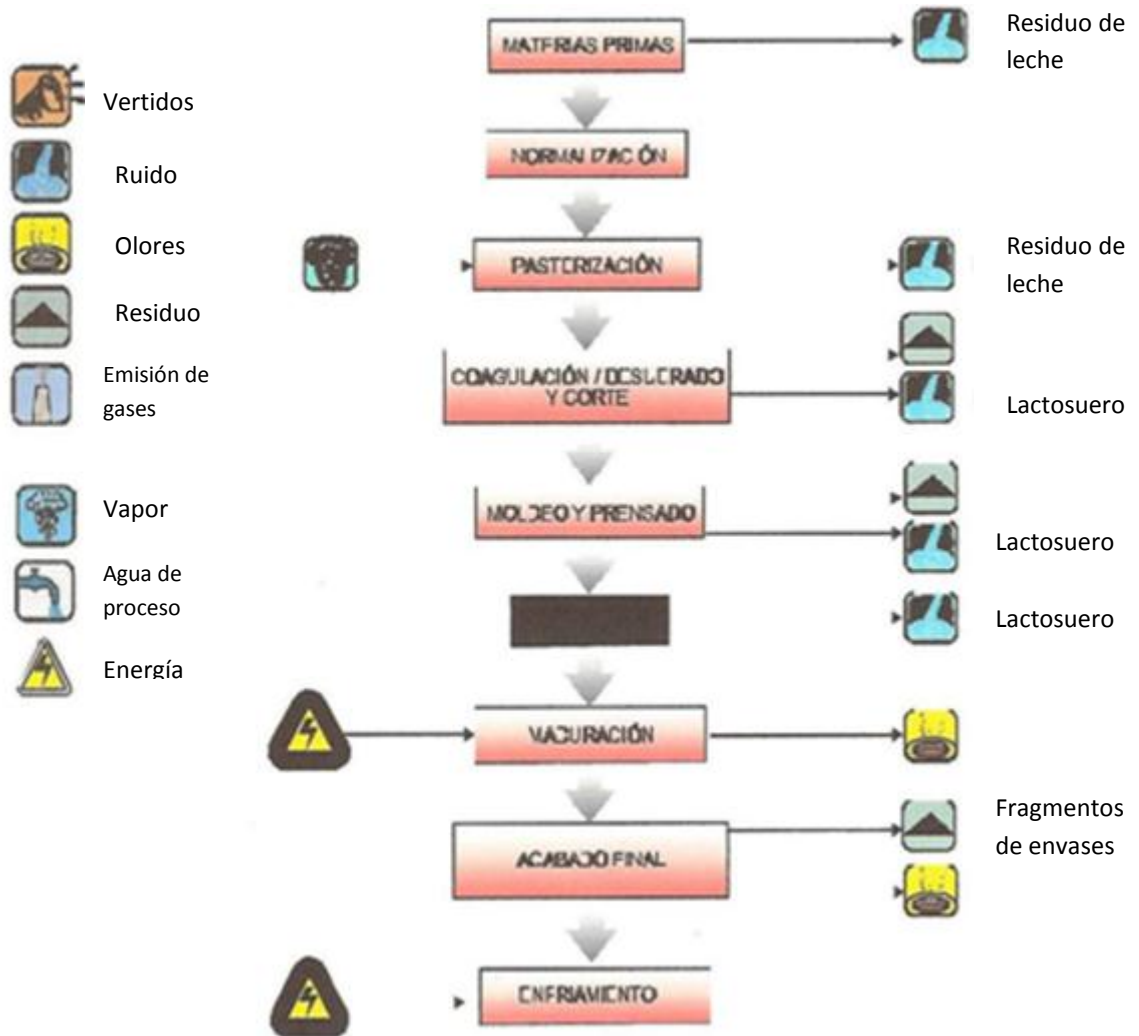 Vertidos
Ruido
Olores
Residuo
Emisión de
gases
Vapor
Agua de
proceso
Energía
MATERIAS PRIMAS
Residuo de
leche
NORMALIZACIÓN
PASTERIZACIÓN
Residuo de
leche
COAGULACIÓN / DESUERADO
Y CORTE
Lactosuero
MOLDEO Y PRENSADO
Lactosuero
Lactosuero
MADURACIÓN
ACABADO FINAL
Fragmentos
de envases
ENFRIAMIENTO